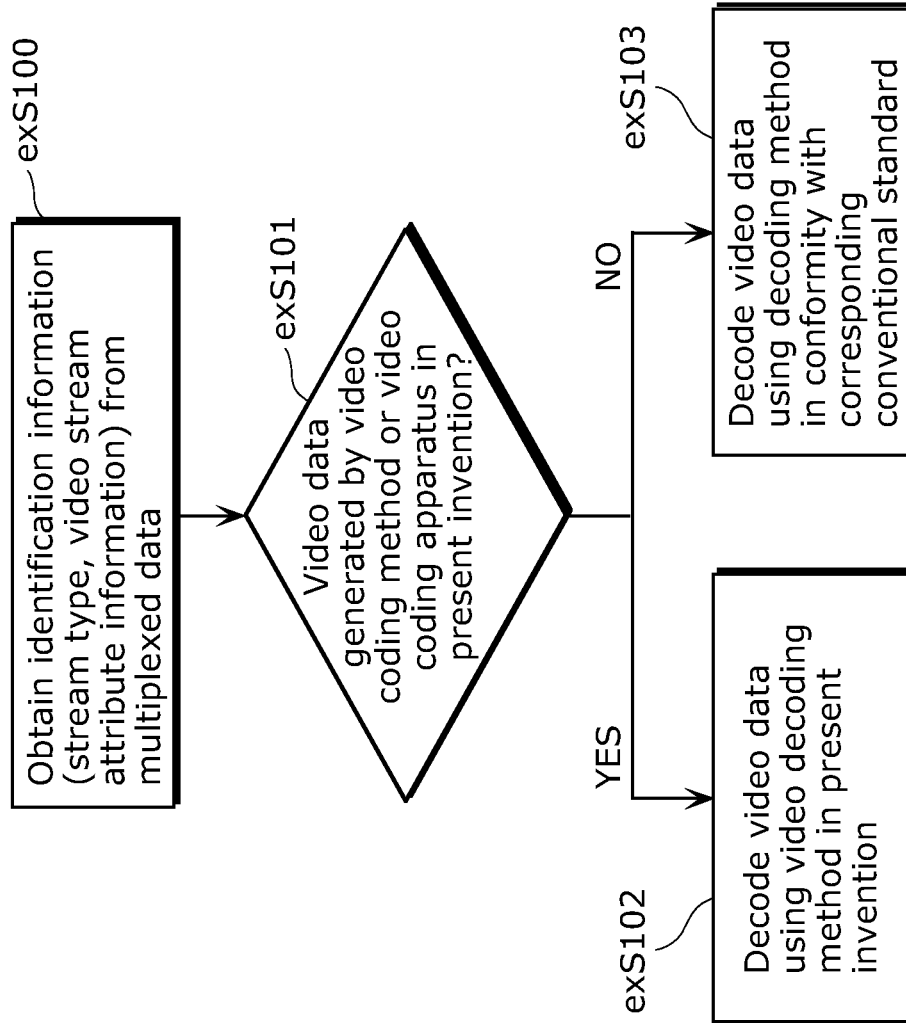 exS100
Obtain identification information
(stream type, video stream
attribute information) from
multiplexed data
exS101
Video data
generated by video
coding method or video
coding apparatus in
present invention?
YES
NO
exS102
Decode video data
using video decoding
method in present
invention
exS103
Decode video data
using decoding method
in conformity with
corresponding
conventional standard